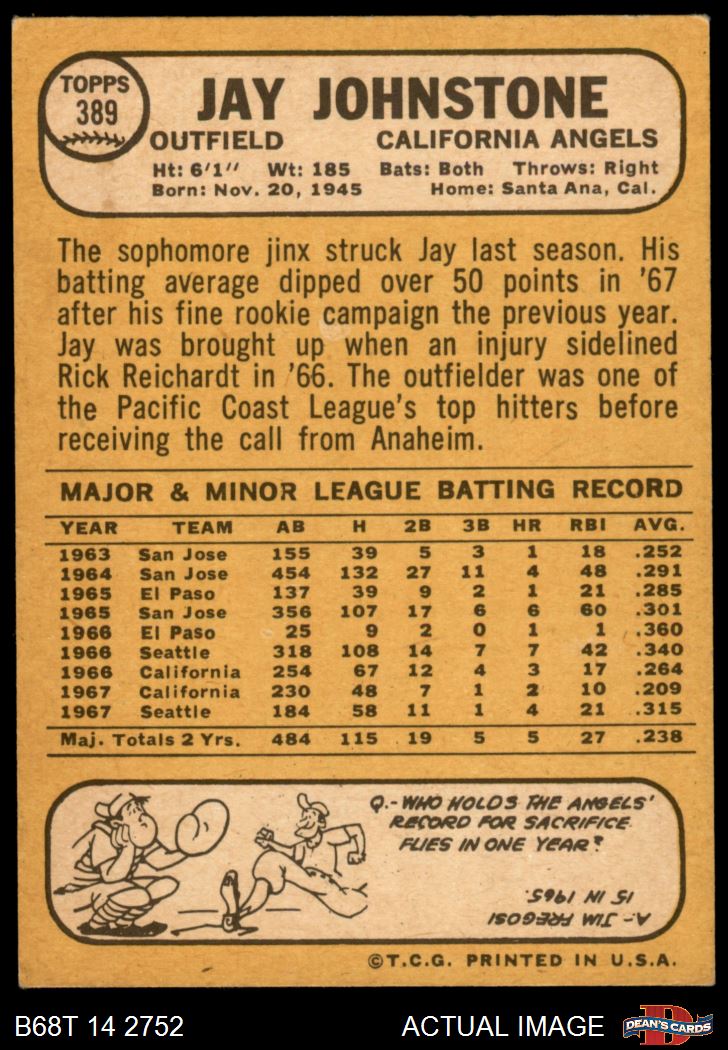 TOPPS
389
JAY JOHNSTONE
OUTFIELD CALIFORNIA ANGELS
Ht: 6'1" Wt: 185 Bats: Both Throws: Right
Born: Nov. 20, 1945 Home: Santa Ana, Cal.
The sophomore jinx struck Jay last season. His
batting average dipped over 50 points in '67
after his fine rookie campaign the previous year.
Jay was brought up when an injury sidelined
Rick Reichardt in '66. The outfielder was one of
the Pacific Coast League's top hitters before
receiving the call from Anaheim.
MAJOR & MINOR LEAGUE BATTING RECORD
YEAR TEAM AB H 2B 3B HR RBI AVG.
1963 San Jose 155 39 5 3 1 18 .252
1964 San Jose 454 132 27 11 4 48 .291
1965 El Paso 137 39 9 2 1 21 .285
1965 San Jose 356 107 17 6 6 60 .301
1966 El Paso 25 9 2 0 1 1 .360
1966 Seattle 318 108 14 7 7 42 .340
1966 California 254 67 12 4 3 17 .264
1967 California 230 48 7 1 2 10 .209
1967 Seattle 184 58 11 1 4 21 .315
Maj. Totals 2 Yrs. 484 115 19 5 5 27 .238
Q.- WHO HOLDS THE ANGELS'
RECORD FOR SACRIFICE
FLIES IN ONE YEAR?
A.- JIM FREGOSI
15 IN 1965.
©T.C.G. PRINTED IN U.S.A.
B68T 14 2752 ACTUAL IMAGE
D
DEAN'S CARDS